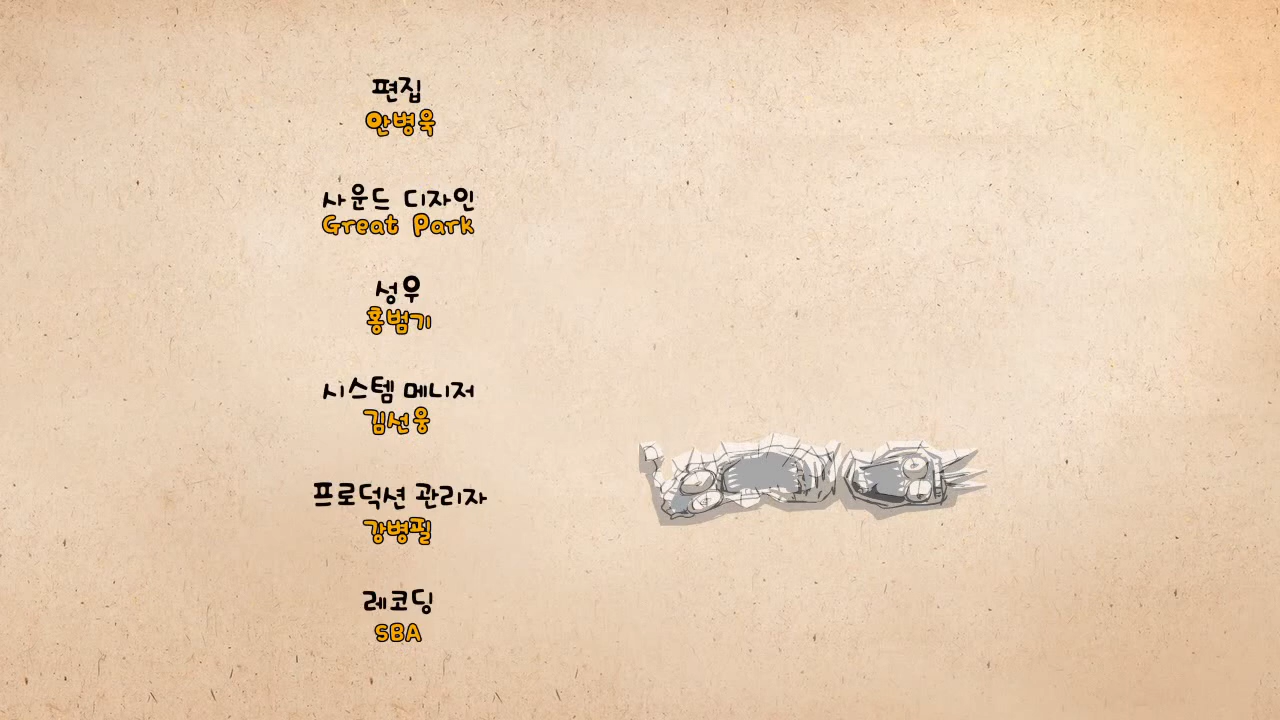 편집
안병욱
사운드 디자인
Great Park
성우
홍범기
시스템 메니저
김선웅
프로덕션 관리자
강병필
레코딩
SBA